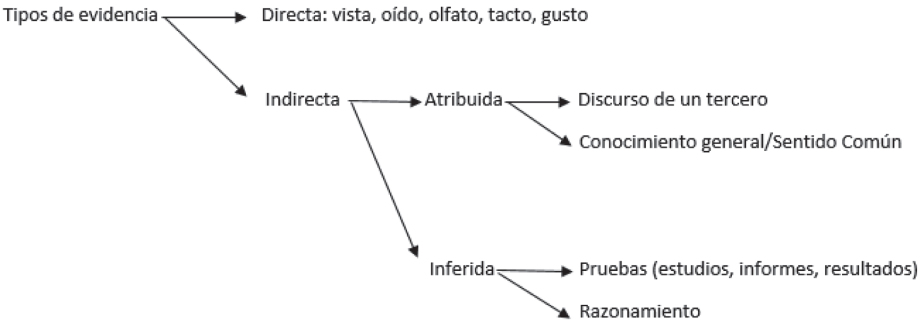 Tipos de evidencia
Directa: vista, oído, olfato, tacto, gusto
Indirecta
Atribuida
Discurso de un tercero
Conocimiento general/Sentido Común
Inferida
Pruebas (estudios, informes, resultados)
Razonamiento